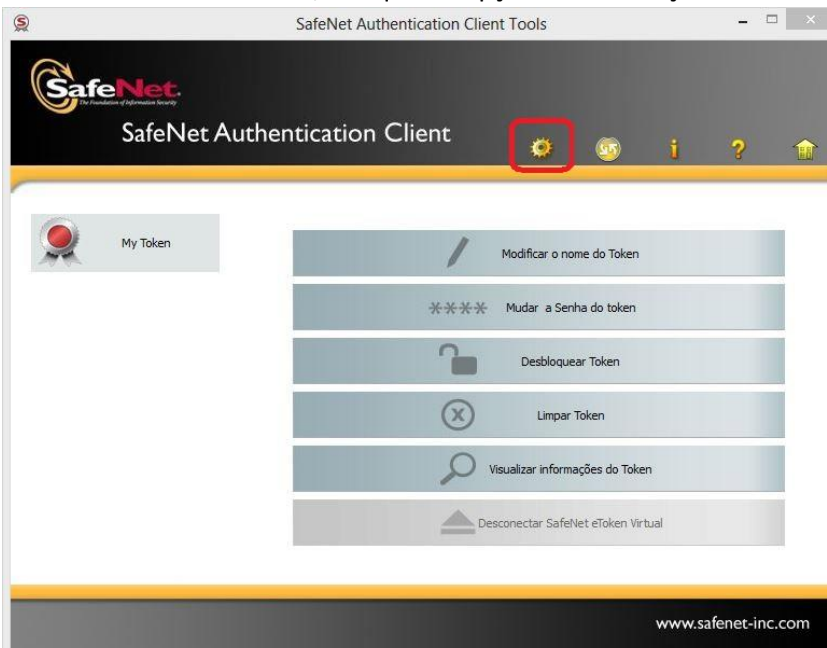 SafeNet Authentication Client Tools
SafeNet.
The Foundation of Information Security
SafeNet Authentication Client
My Token
Modificar o nome do Token
**** Mudar a Senha do token
Desbloquear Token
Limpar Token
Visualizar informações do Token
Desconectar SafeNet eToken Virtual
www.safenet-inc.com